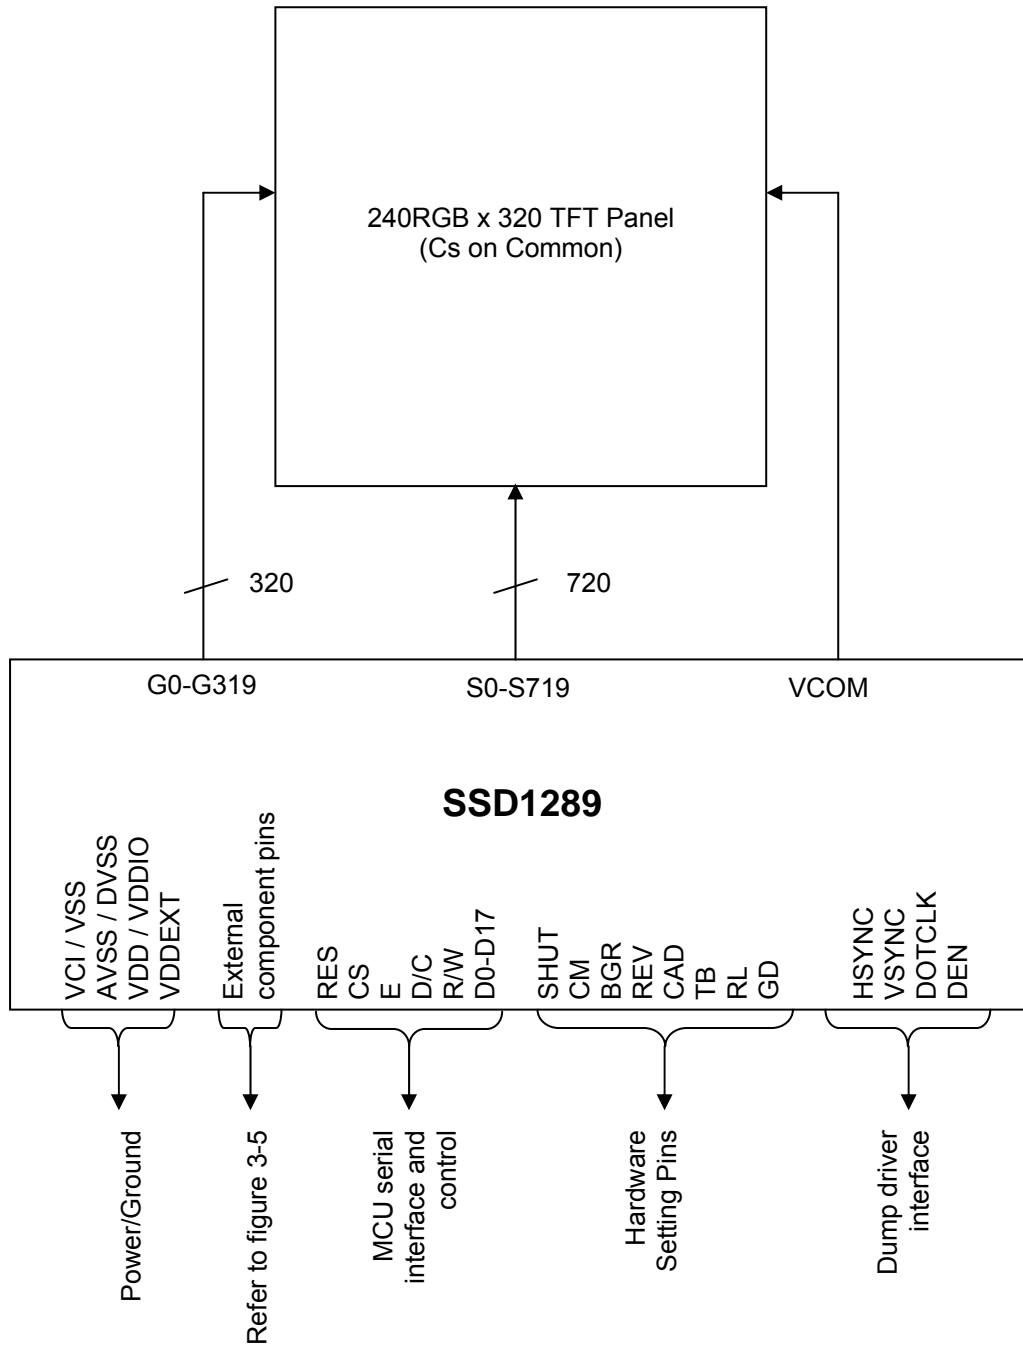 240RGB x 320 TFT Panel
(Cs on Common)
320
720
G0-G319
S0-S719
VCOM
SSD1289
VCI / VSS
AVSS / DVSS
VDD / VDDIO
VDDEXT
External
component pins
RES
CS
E
D/C
R/W
D0-D17
SHUT
CM
BGR
REV
CAD
TB
RL
GD
HSYNC
VSYNC
DOTCLK
DEN
Power/Ground
Refer to figure 3-5
MCU serial
interface and
control
Hardware
Setting Pins
Dump driver
interface